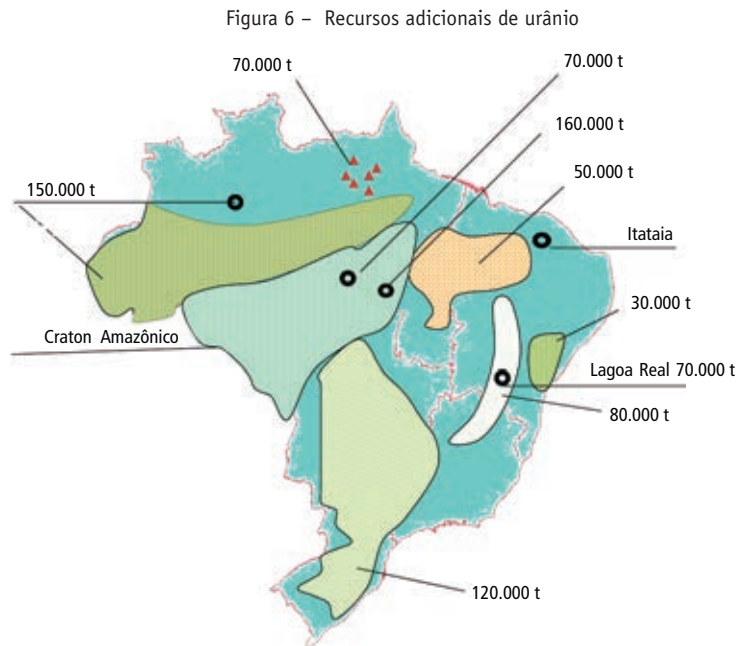 Figura 6 – Recursos adicionais de urânio
70.000 t
70.000 t
160.000 t
50.000 t
150.000 t
Itataia
30.000 t
Craton Amazônico
Lagoa Real 70.000 t
80.000 t
120.000 t